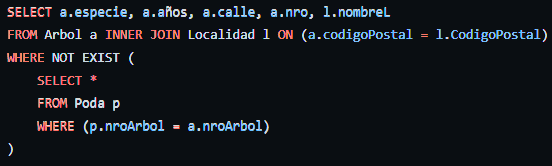 SELECT a.especie, a.años, a.calle, a.nro, l.nombreL
FROM Arbol a INNER JOIN Localidad l ON (a.codigoPostal = l.CodigoPostal)
WHERE NOT EXIST (
    SELECT *
    FROM Poda p
    WHERE (p.nroArbol = a.nroArbol)
)